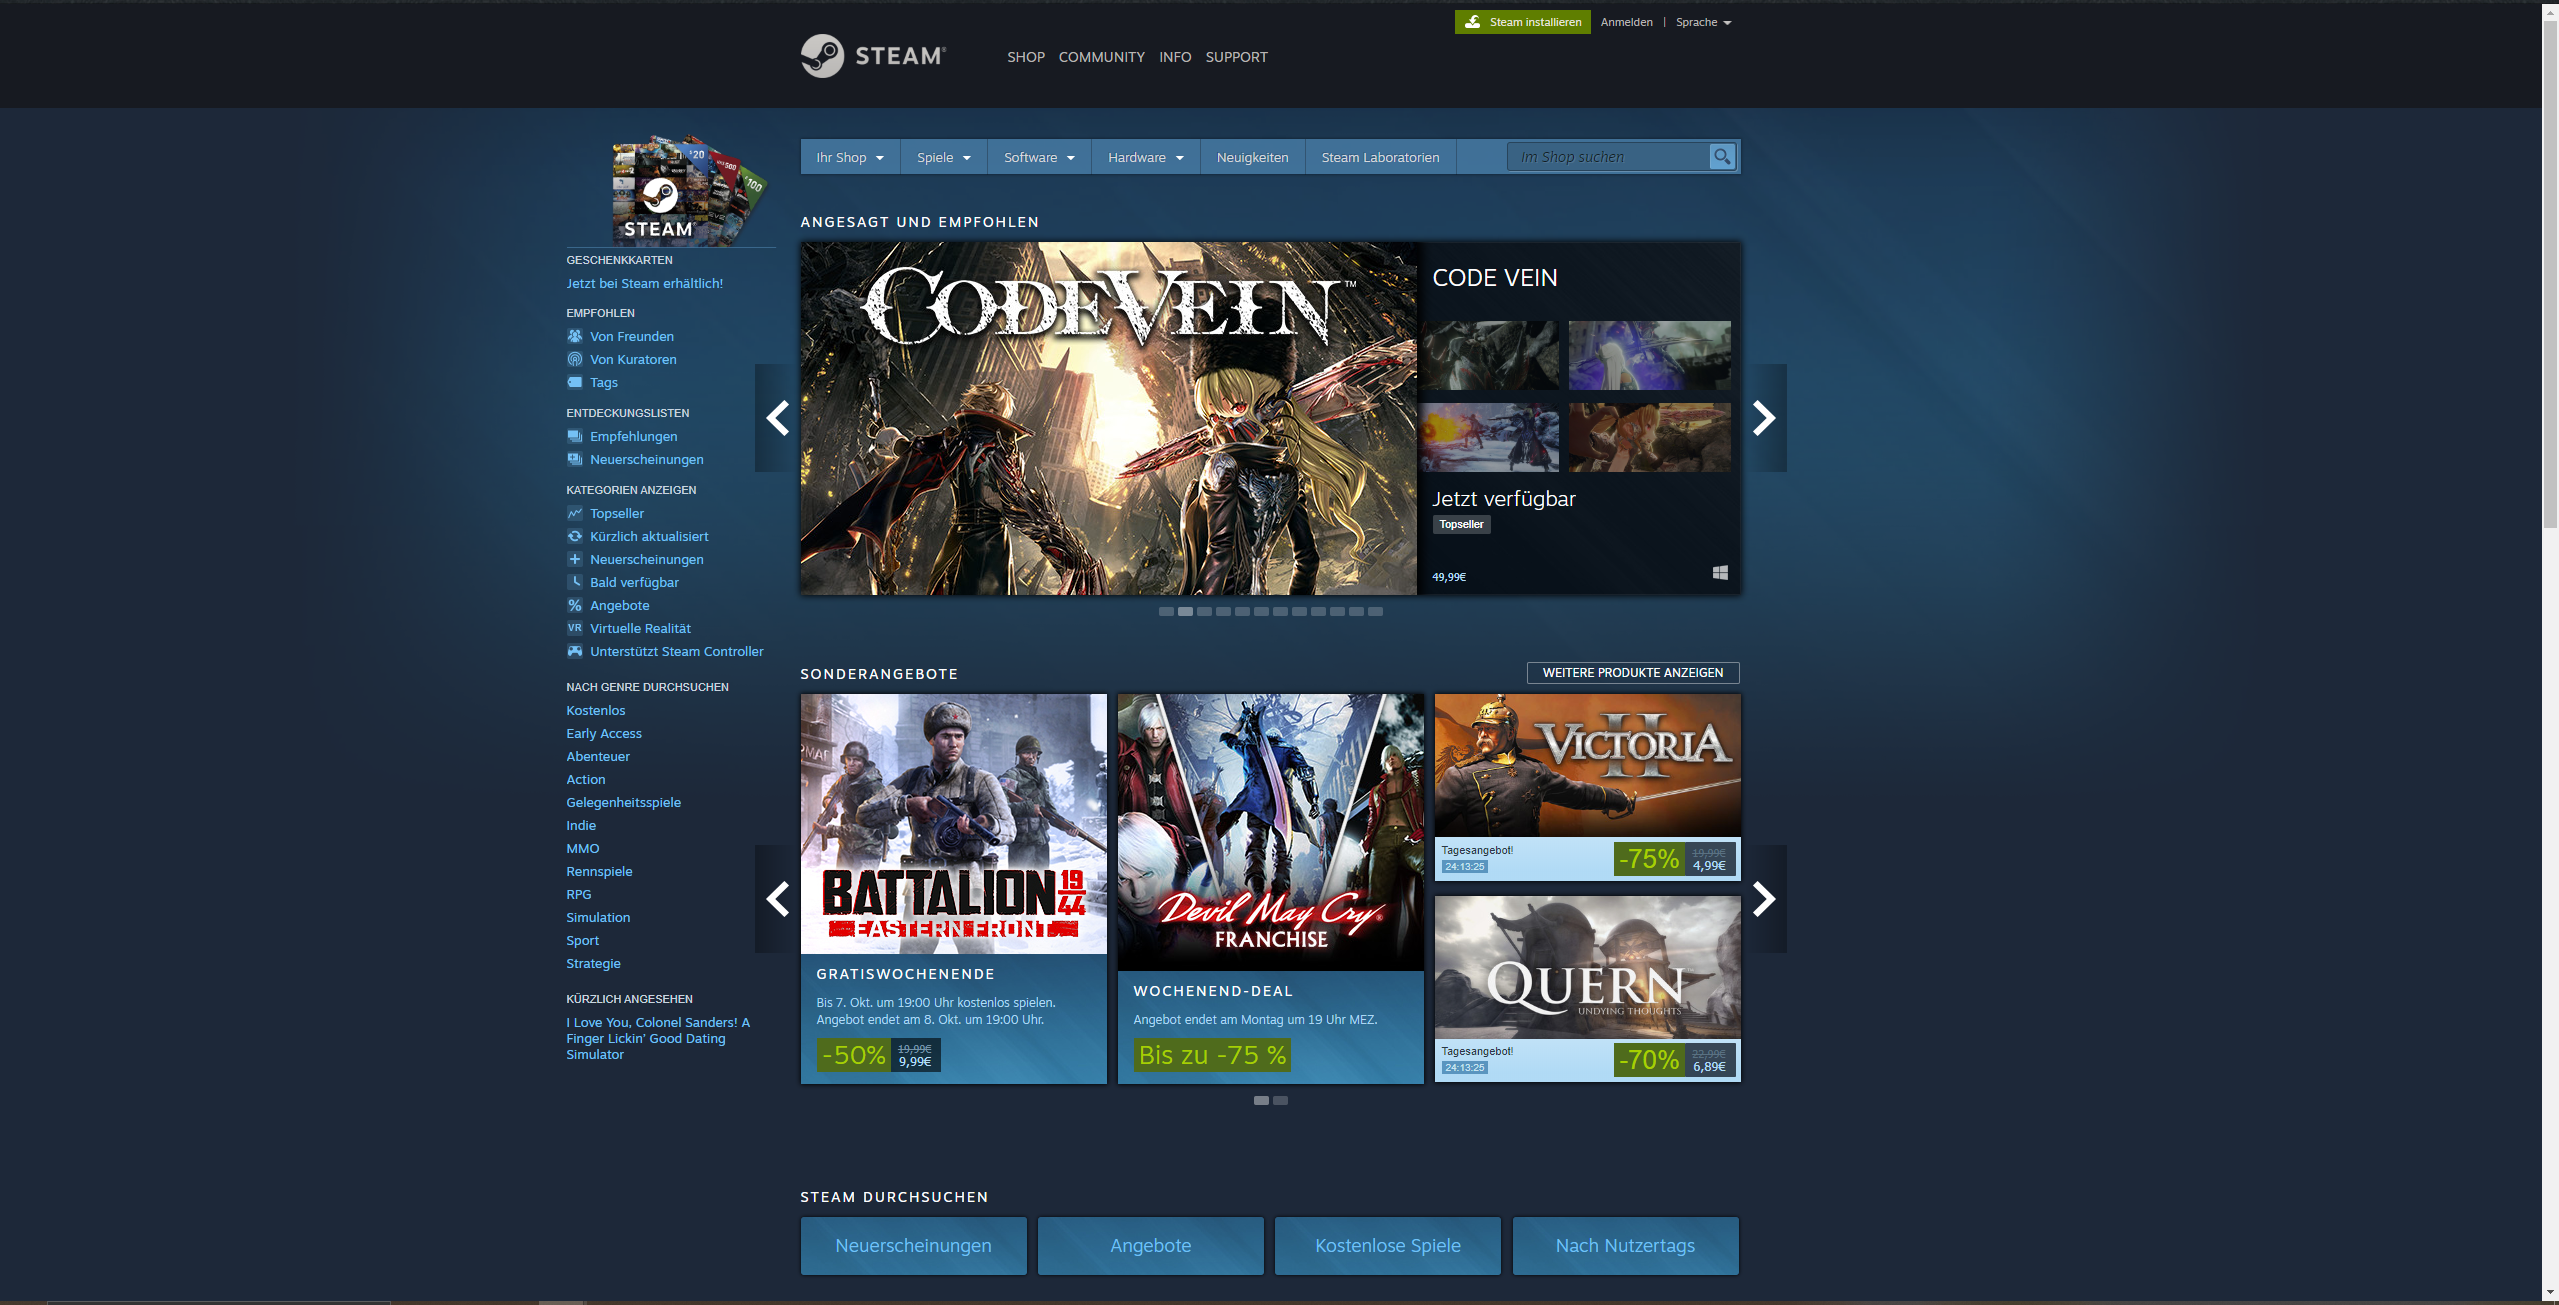 Steam installieren
Anmelden | Sprache
STEAM®
SHOP COMMUNITY INFO SUPPORT
$20
500
$100
STEAM
GESCHENKKARTEN
Jetzt bei Steam erhältlich!
EMPFOHLEN
Von Freunden
Von Kuratoren
Tags
ENTDECKUNGSLISTEN
Empfehlungen
Neuerscheinungen
KATEGORIEN ANZEIGEN
Topseller
Kürzlich aktualisiert
Neuerscheinungen
Bald verfügbar
% Angebote
VR Virtuelle Realität
Unterstützt Steam Controller
NACH GENRE DURCHSUCHEN
Kostenlos
Early Access
Abenteuer
Action
Gelegenheitsspiele
Indie
MMO
Rennspiele
RPG
Simulation
Sport
Strategie
KÜRZLICH ANGESEHEN
I Love You, Colonel Sanders! A
Finger Lickin' Good Dating
Simulator
Ihr Shop
Spiele
Software
Hardware
Neuigkeiten
Steam Laboratorien
Im Shop suchen
ANGESAGT UND EMPFOHLEN
CODE VEIN™
CODE VEIN
Jetzt verfügbar
Topseller
49,99€
SONDERANGEBOTE
WEITERE PRODUKTE ANZEIGEN
BATTALION 1944
EASTERN FRONT
GRATISWOCHENENDE
Bis 7. Okt. um 19:00 Uhr kostenlos spielen.
Angebot endet am 8. Okt. um 19:00 Uhr.
-50%
19,99€
9,99€
Devil May Cry®
FRANCHISE
WOCHENEND-DEAL
Angebot endet am Montag um 19 Uhr MEZ.
Bis zu -75 %
VICTORIA II
Tagesangebot!
24:13:25
-75%
19,99€
4,99€
QUERN™
UNDYING THOUGHTS
Tagesangebot!
24:13:25
-70%
22,99€
6,89€
STEAM DURCHSUCHEN
Neuerscheinungen
Angebote
Kostenlose Spiele
Nach Nutzertags